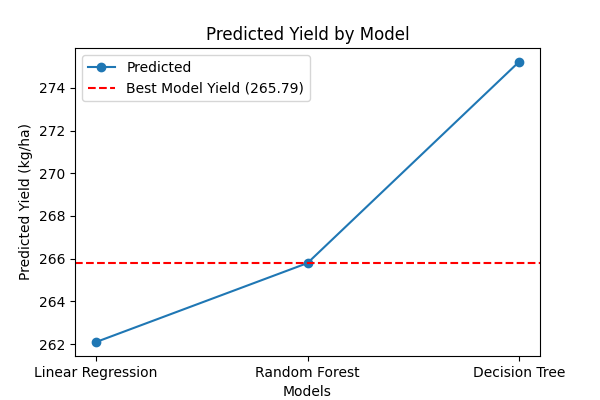 Predicted Yield by Model
Predicted
Best Model Yield (265.79)
Predicted Yield (kg/ha)
274
272
270
268
266
264
262
Linear Regression
Random Forest
Decision Tree
Models